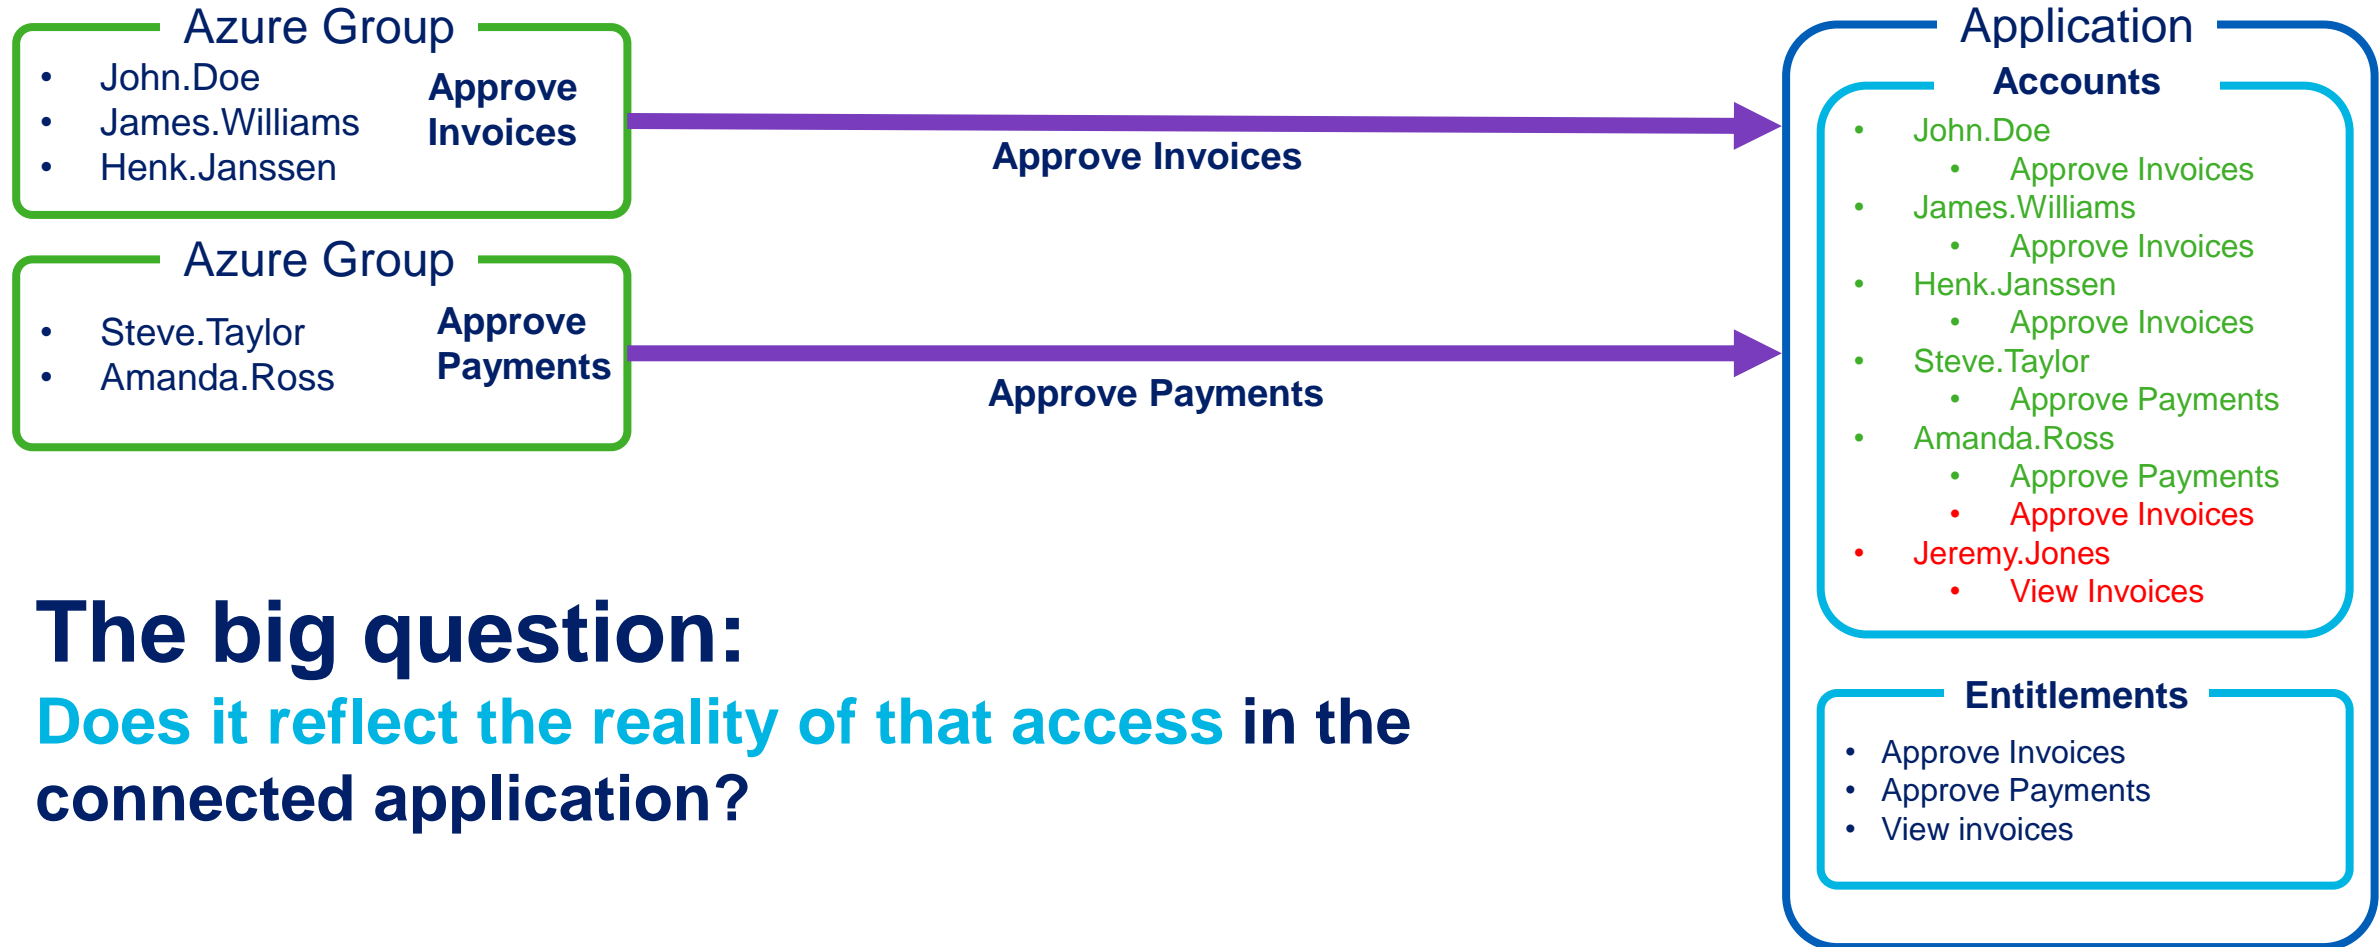 Azure Group
• John.Doe
• James.Williams
• Henk.Janssen
Approve
Invoices
Approve Invoices
Azure Group
• Steve.Taylor
• Amanda.Ross
Approve
Payments
Approve Payments
The big question:
Does it reflect the reality of that access in the
connected application?
Application
Accounts
• John.Doe
• Approve Invoices
• James.Williams
• Approve Invoices
• Henk.Janssen
• Approve Invoices
• Steve.Taylor
• Approve Payments
• Amanda.Ross
• Approve Payments
• Approve Invoices
• Jeremy.Jones
• View Invoices
Entitlements
• Approve Invoices
• Approve Payments
• View invoices